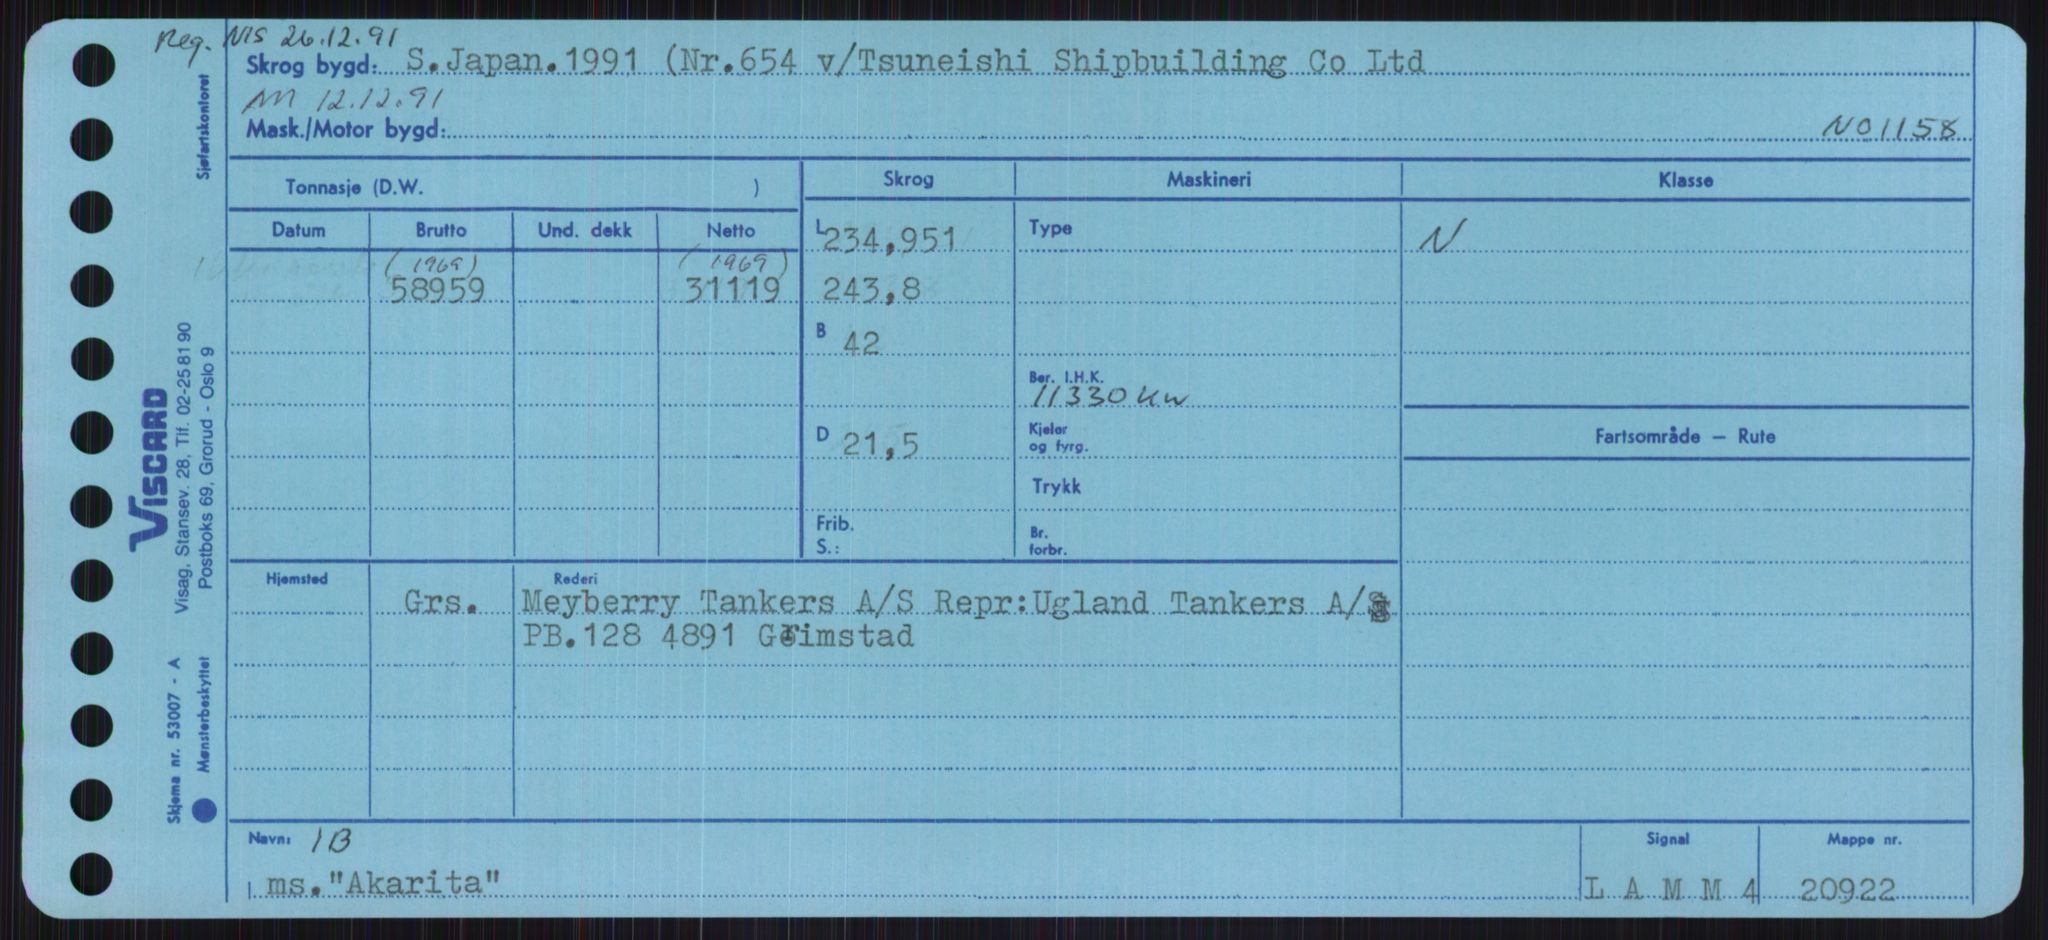 Reg. NIS 26.12.91
Skrog bygd: S.Japan.1991 (Nr.654 v/Tsuneishi Shipbuilding Co Ltd
AM 12.12.91
Mask./Motor bygd: N01158
Tonnasje (D.W. )
Skrog Maskineri Klasse
Datum Brutto Und. dekk Netto
L 234,951 Type N
(1969) (1969)
58959 31119 243,8
B 42
Ber. I.H.K.
11330 KW
D 21,5 Kjeler
og fyrg.
Fartsområde — Rute
Trykk
Frib.
S.:
Br.
forbr.
Hjemsted Rederi
Grs. Meyberry Tankers A/S Repr:Ugland Tankers A/S
PB.128 4891 Grimstad
Navn: 1B
ms."Akarita"
Signal
L A M M 4
Mappe nr.
20922
Sjøfartskontoret
VISCARD
Visag, Stansev. 28, Tlf. 02-25 81 90
Postboks 69, Grorud - Oslo 9
Skjema nr. 53007 - A
Mønsterbeskyttet